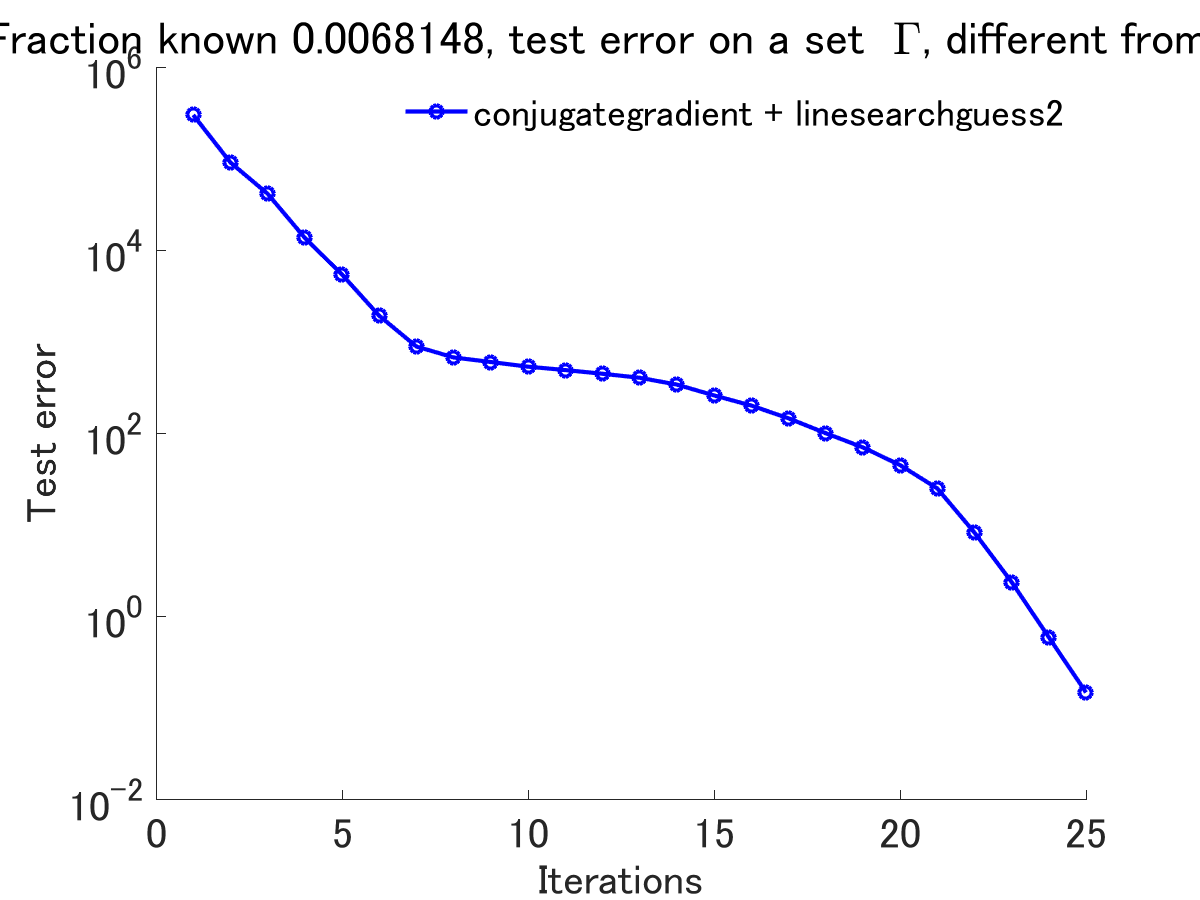 Fraction known 0.0068148, test error on a set Γ, different from
conjugategradient + linesearchguess2
Test error
10^6
10^4
10^2
10^0
10^-2
0 5 10 15 20 25
Iterations